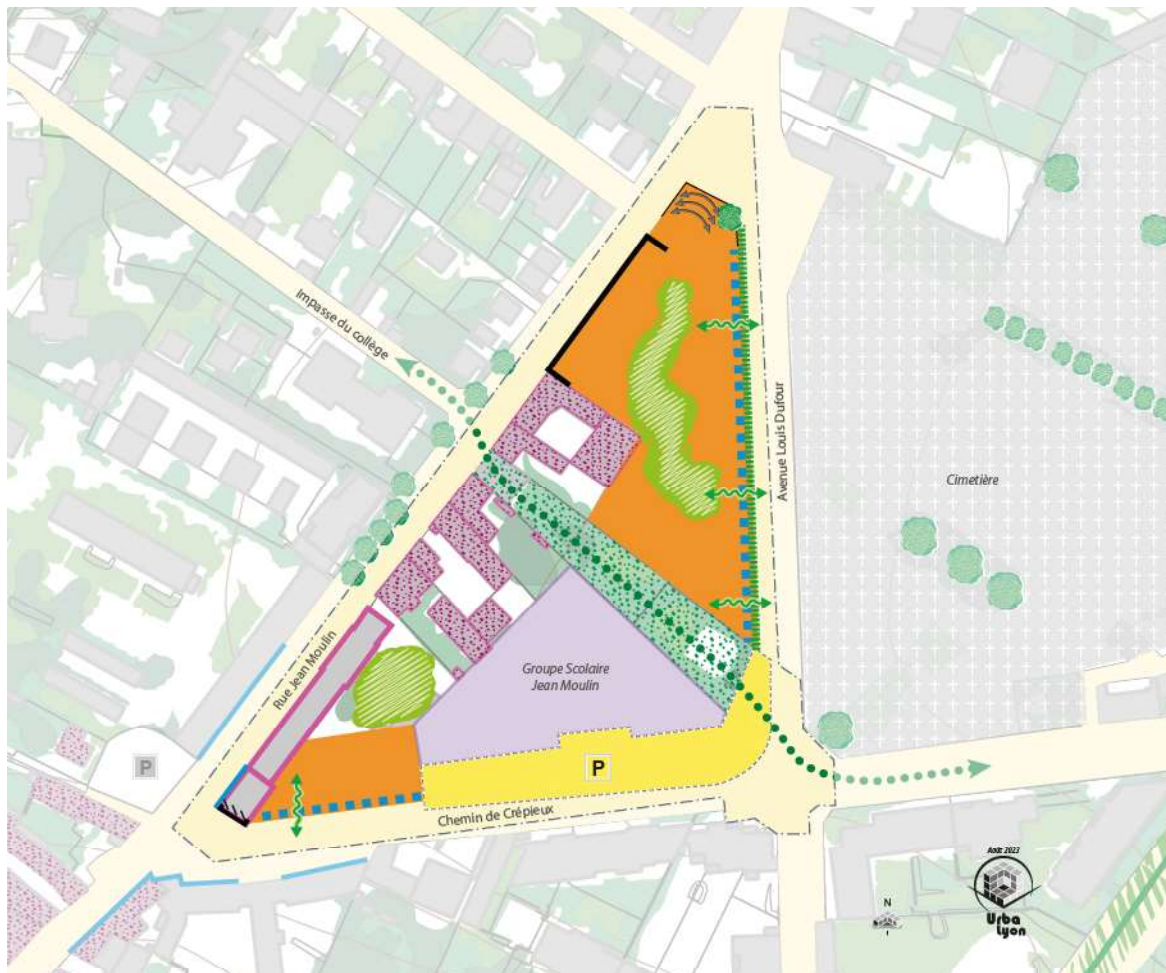 Impasse du collège
Avenue Louis Dufour
Cimetière
Rue Jean Moulin
Groupe Scolaire
Jean Moulin
P
P
Chemin de Crépieux
Août 2023
N
Urba
Lyon